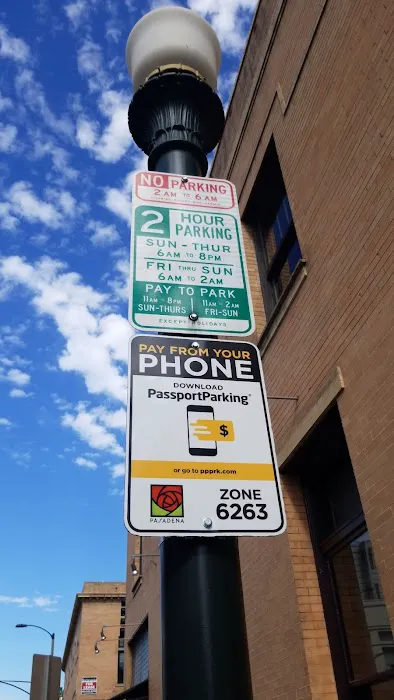 NO PARKING
2 AM TO 6 AM
2 HOUR
PARKING
SUN - THUR
6AM TO 8PM
FRI THRU SUN
6AM TO 2AM
PAY TO PARK
11AM - 8PM 11AM - 2AM
SUN-THURS FRI-SUN
EXCEPT HOLIDAYS
PAY FROM YOUR
PHONE
DOWNLOAD
PassportParking®
$
or go to ppprk.com
PASADENA
ZONE
6263
FOR